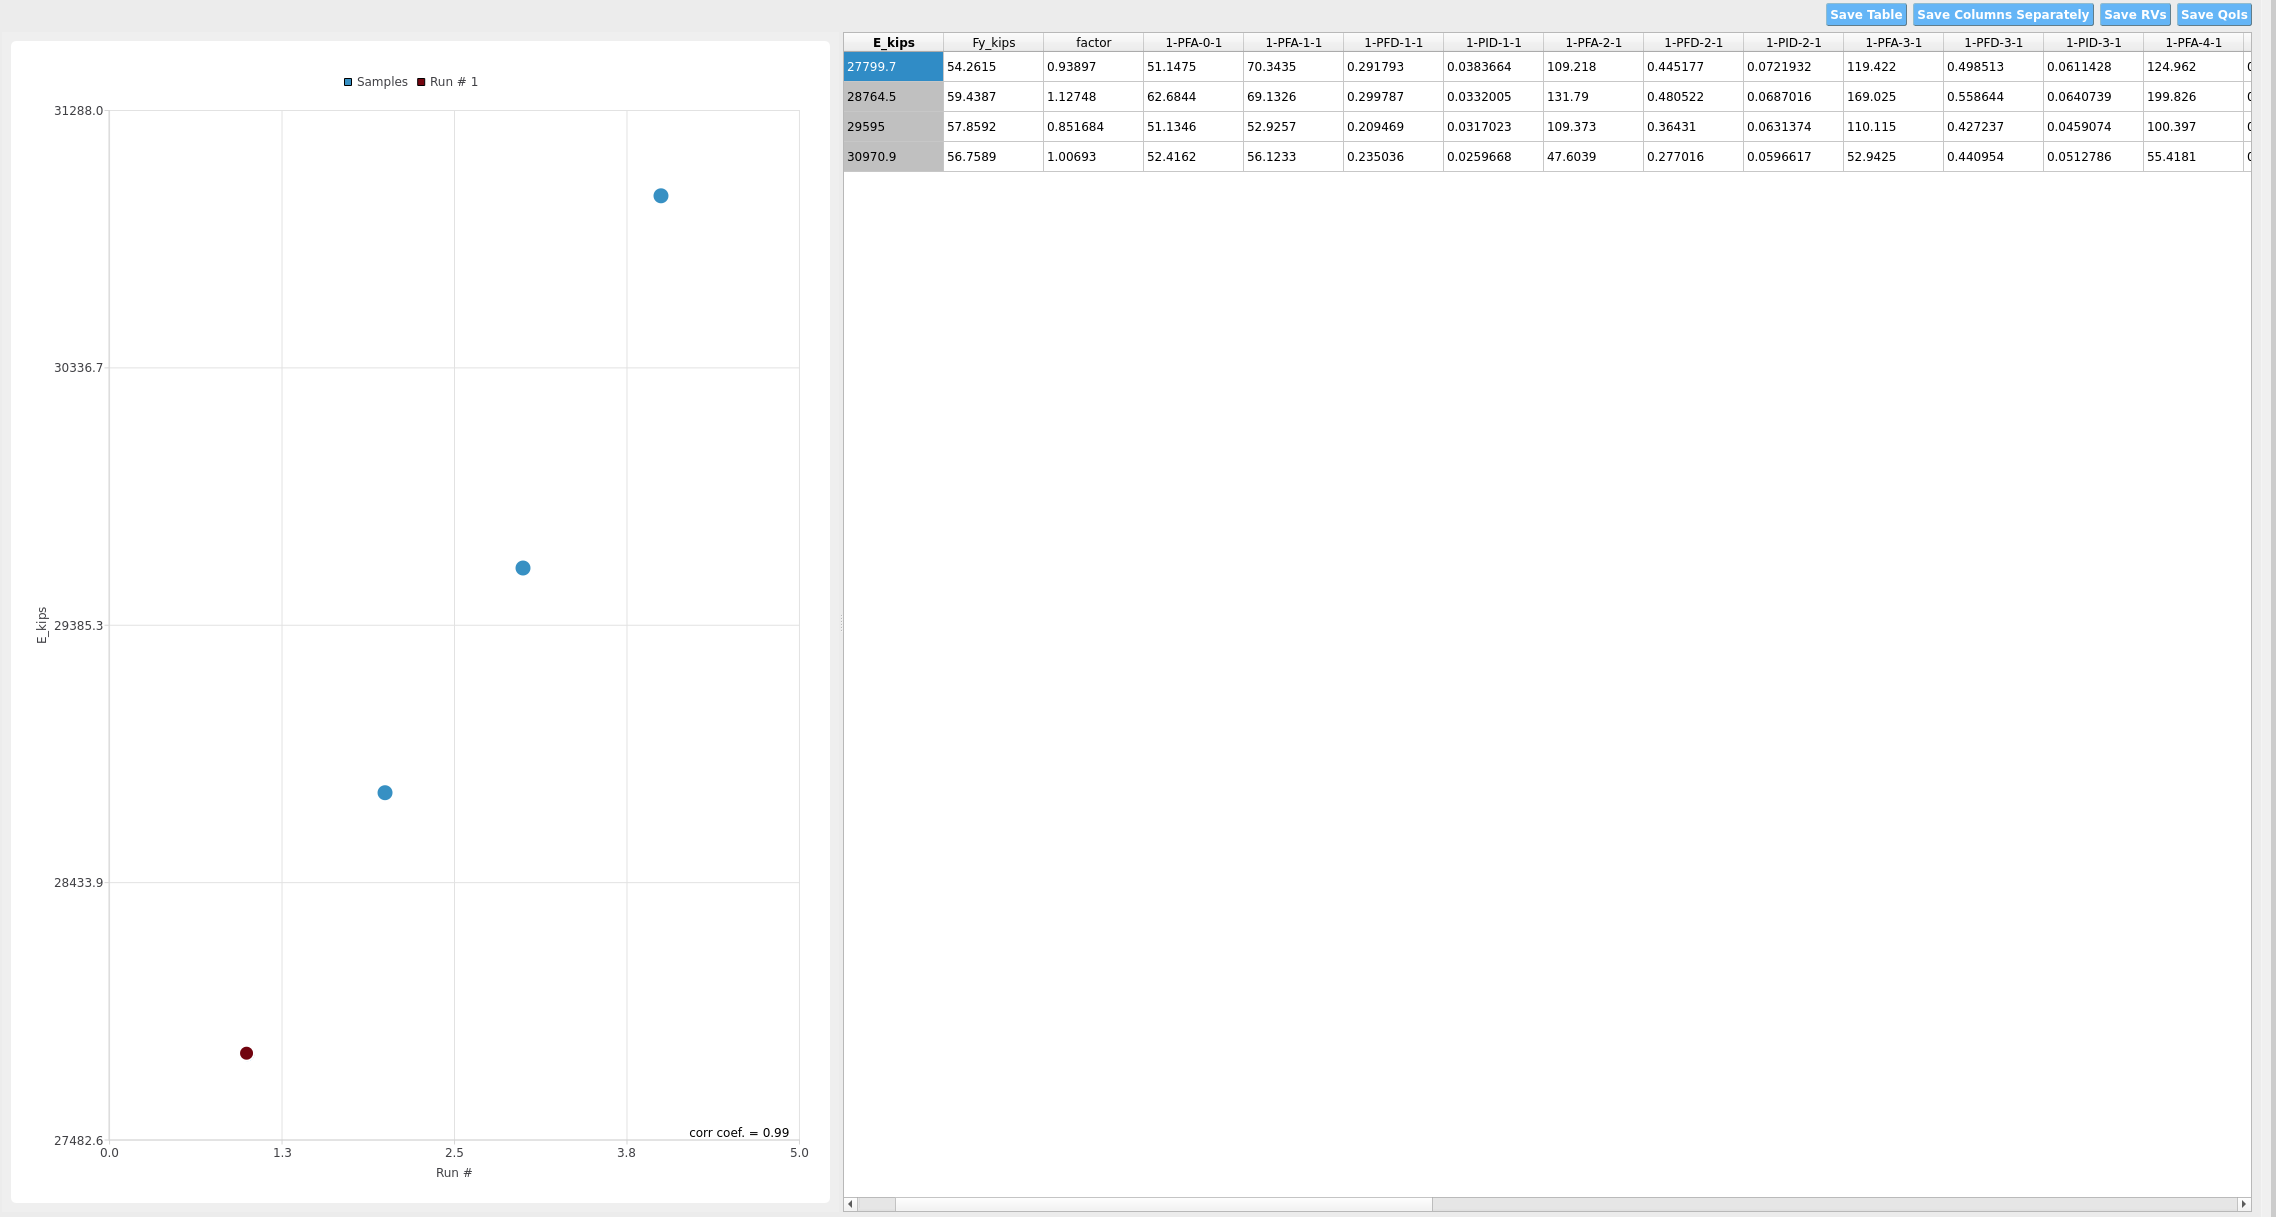 Save Table Save Columns Separately Save RVs Save QoIs
Samples Run # 1
31288.0
30336.7
29385.3
28433.9
27482.6
E_kips
corr coef. = 0.99
0.0 1.3 2.5 3.8 5.0
Run #
E_kips Fy_kips factor 1-PFA-0-1 1-PFA-1-1 1-PFD-1-1 1-PID-1-1 1-PFA-2-1 1-PFD-2-1 1-PID-2-1 1-PFA-3-1 1-PFD-3-1 1-PID-3-1 1-PFA-4-1
27799.7 54.2615 0.93897 51.1475 70.3435 0.291793 0.0383664 109.218 0.445177 0.0721932 119.422 0.498513 0.0611428 124.962
28764.5 59.4387 1.12748 62.6844 69.1326 0.299787 0.0332005 131.79 0.480522 0.0687016 169.025 0.558644 0.0640739 199.826
29595 57.8592 0.851684 51.1346 52.9257 0.209469 0.0317023 109.373 0.36431 0.0631374 110.115 0.427237 0.0459074 100.397
30970.9 56.7589 1.00693 52.4162 56.1233 0.235036 0.0259668 47.6039 0.277016 0.0596617 52.9425 0.440954 0.0512786 55.4181